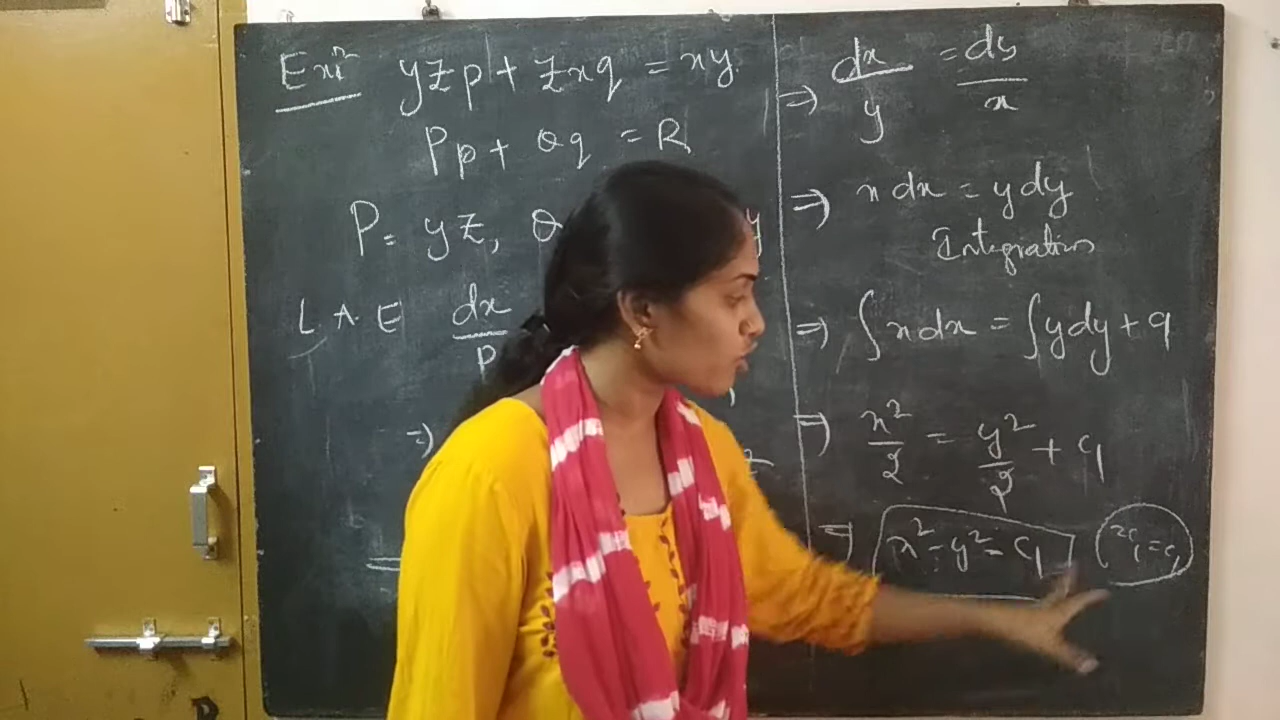 Ex:- yzp + zxq = xy.
Pp + Qq = R
P = yz, Q y
L.A.E dx/P
⇒
⇒ dx/y = dy/x
⇒ x dx = y dy
Integration
⇒ ∫ x dx = ∫ y dy + c₁
⇒ x²/2 = y²/2 + c₁
⇒ x² - y² = c₁ 2c₁ = c₁